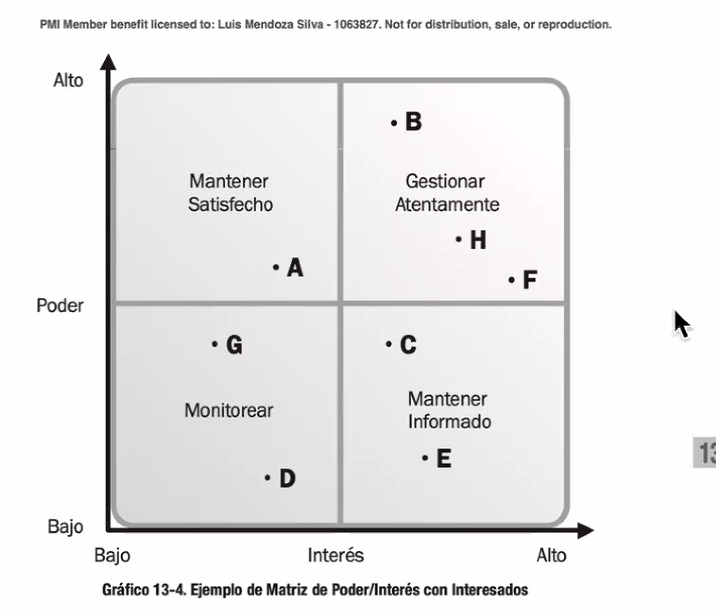 PMI Member benefit licensed to: Luis Mendoza Silva - 1063827. Not for distribution, sale, or reproduction.
Alto
B
Mantener
Satisfecho
Gestionar
Atentamente
H
A
F
Poder
G
C
Monitorear
Mantener
Informado
E
D
Bajo
Bajo
Interés
Alto
Gráfico 13-4. Ejemplo de Matriz de Poder/Interés con Interesados